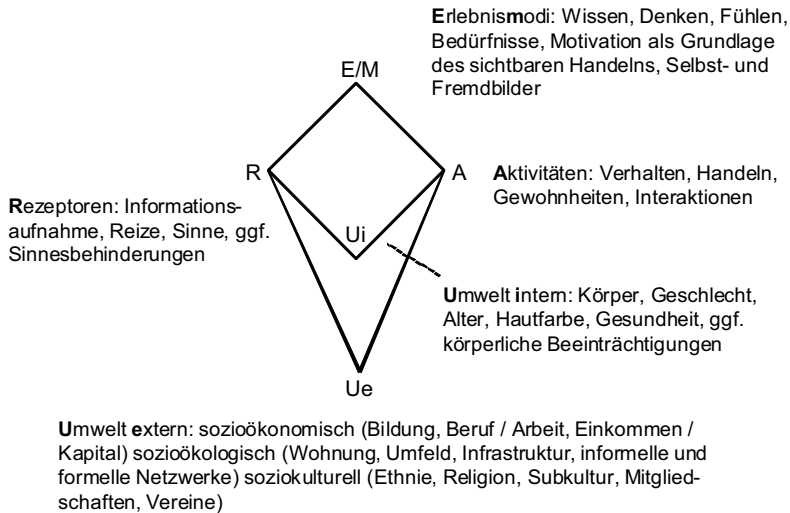 Erlebnismodi: Wissen, Denken, Fühlen,
Bedürfnisse, Motivation als Grundlage
des sichtbaren Handelns, Selbst- und
Fremdbilder
E/M
R
A
Aktivitäten: Verhalten, Handeln,
Gewohnheiten, Interaktionen
Rezeptoren: Informations-
aufnahme, Reize, Sinne, ggf.
Sinnesbehinderungen
Ui
Umwelt intern: Körper, Geschlecht,
Alter, Hautfarbe, Gesundheit, ggf.
körperliche Beeinträchtigungen
Ue
Umwelt extern: sozioökonomisch (Bildung, Beruf / Arbeit, Einkommen /
Kapital) sozioökologisch (Wohnung, Umfeld, Infrastruktur, informelle und
formelle Netzwerke) soziokulturell (Ethnie, Religion, Subkultur, Mitglied-
schaften, Vereine)